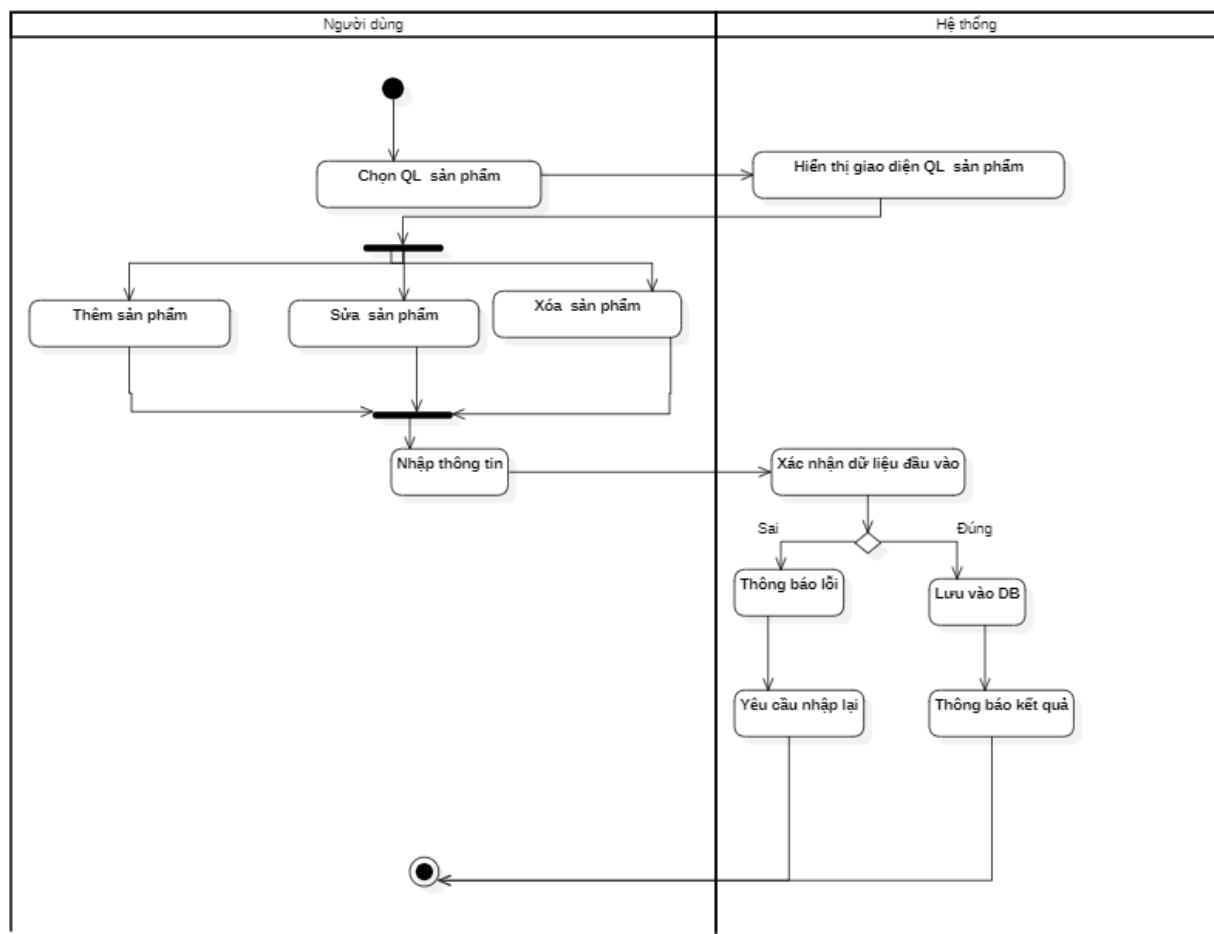 Người dùng
Hệ thống
Chọn QL sản phẩm
Hiển thị giao diện QL sản phẩm
Thêm sản phẩm
Sửa sản phẩm
Xóa sản phẩm
Nhập thông tin
Xác nhận dữ liệu đầu vào
Sai
Đúng
Thông báo lỗi
Lưu vào DB
Yêu cầu nhập lại
Thông báo kết quả